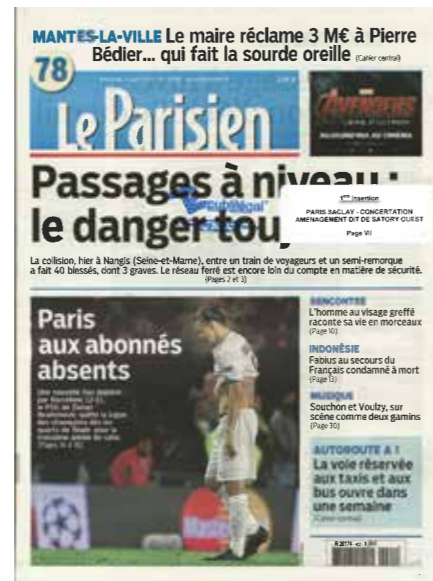 MANTES-LA-VILLE Le maire réclame 3 M€ à Pierre
Bédier... qui fait la sourde oreille (Cahier central)
78
Le Parisien
AVENGERS
AUJOURD'HUI AU CINÉMA
Passages à niveau :
le danger touj
1ère Insertion
PARIS SACLAY - CONCERTATION
AMENAGEMENT DIT DE SATORY OUEST
Page VII
La collision, hier à Nangis (Seine-et-Marne), entre un train de voyageurs et un semi-remorque
a fait 40 blessés, dont 3 graves. Le réseau ferré est encore loin du compte en matière de sécurité.
(Pages 2 et 3)
Paris
aux abonnés
absents
RENCONTRE
L'homme au visage greffé
raconte sa vie en morceaux
(Page 10)
INDONÉSIE
Fabius au secours du
Français condamné à mort
(Page 13)
MUSIQUE
Souchon et Voulzy, sur
scène comme deux gamins
(Page 30)
AUTOROUTE A 1
La voie réservée
aux taxis et aux
bus ouvre dans
une semaine
(Cahier central)